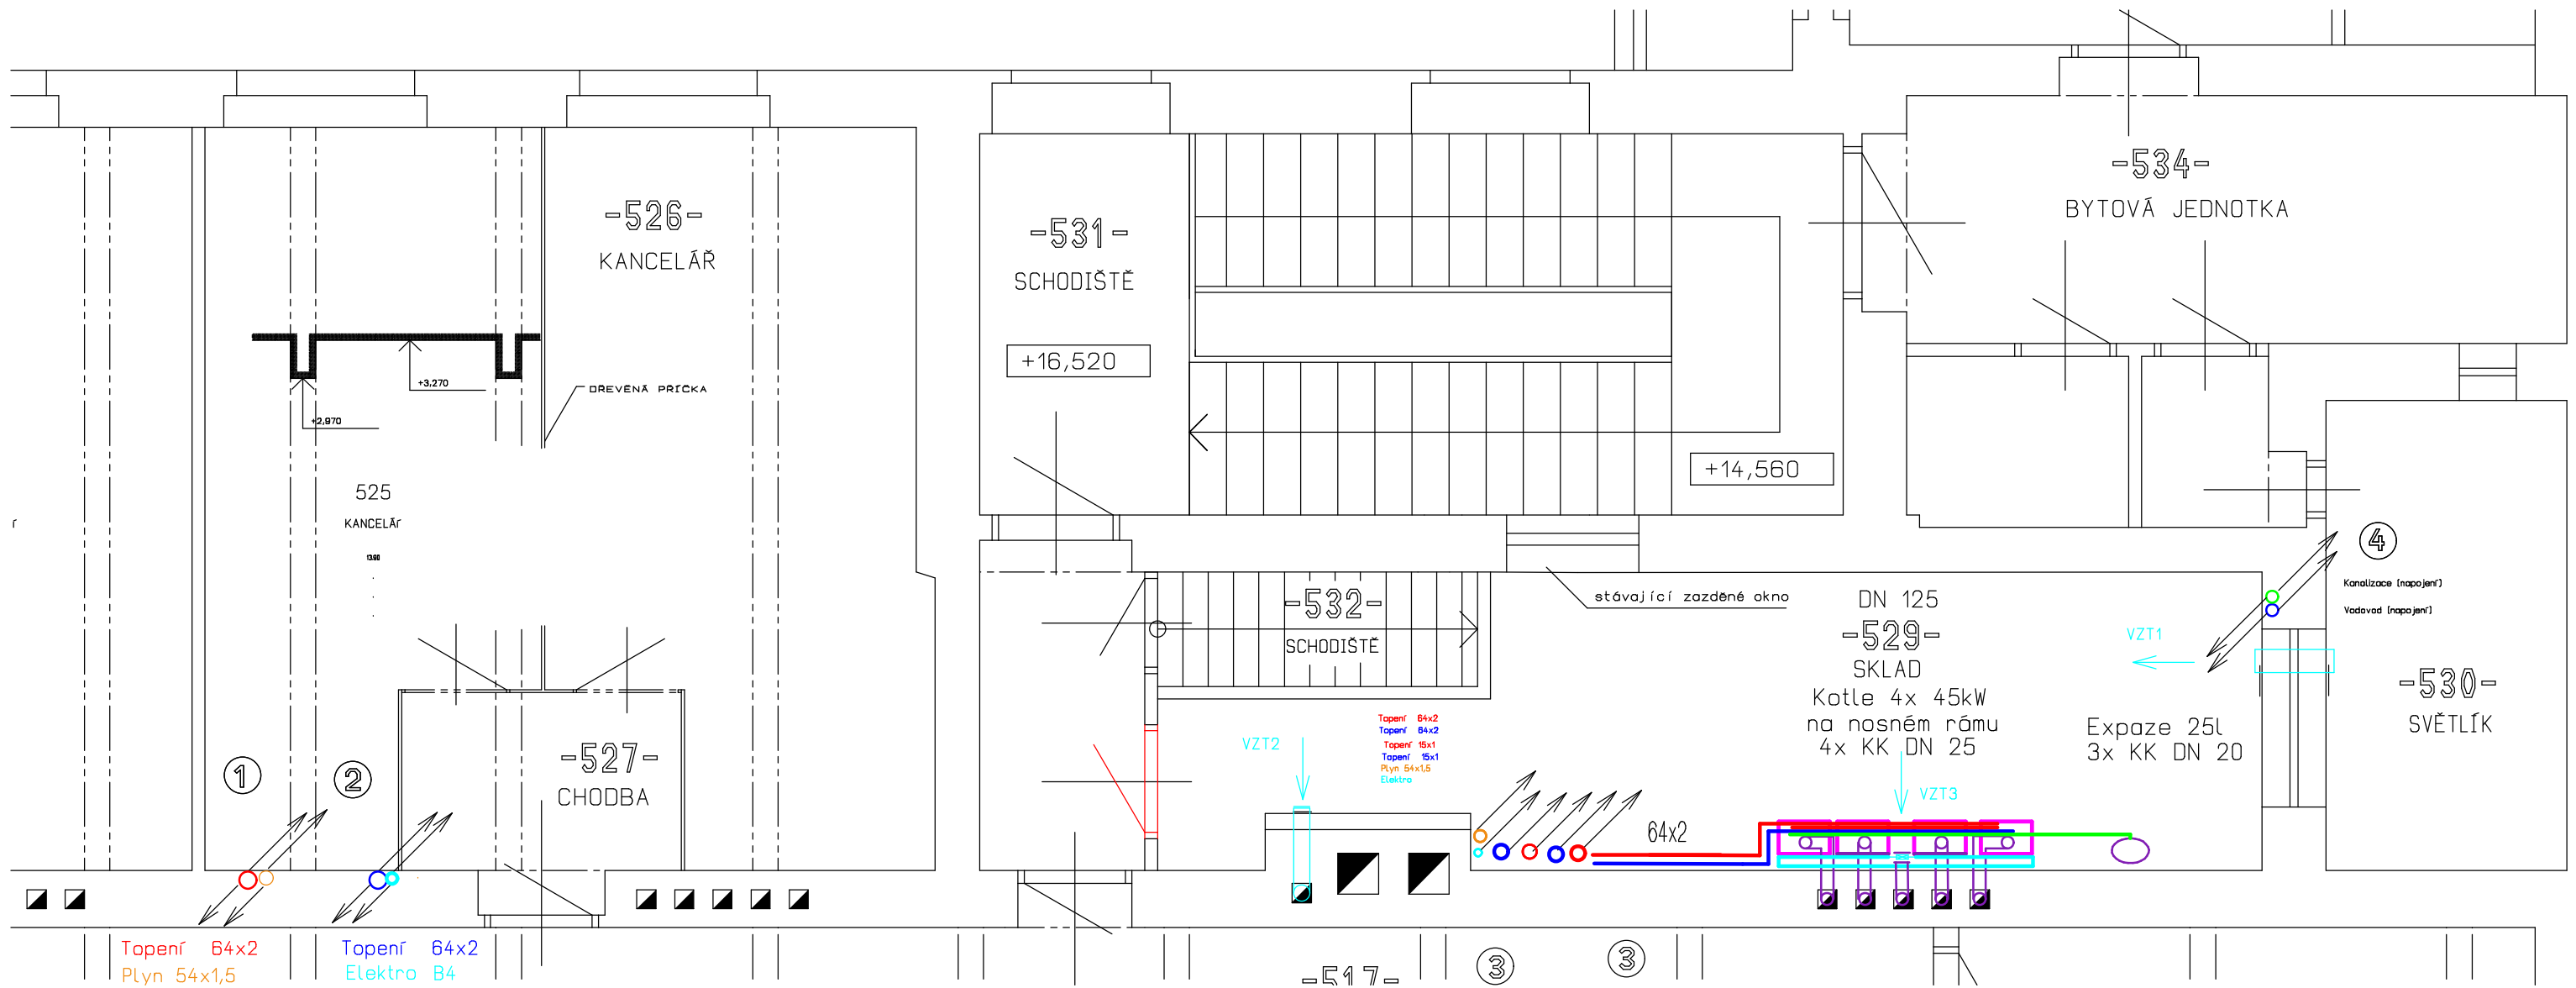 -534-
BYTOVÁ JEDNOTKA
-526-
KANCELÁŘ
-531-
SCHODIŠTĚ
+16,520
+3,270
DŘEVĚNÁ PŘÍČKA
+2,970
+14,560
525
KANCELÁř
4
Kanalizace (napojení)
Vodovod (napojení)
-532-
SCHODIŠTĚ
stávající zazděné okno
DN 125
-529-
SKLAD
Kotle 4x 45kW
na nosném rámu
4x KK DN 25
VZT1
-530-
SVĚTLÍK
Expaze 25l
3x KK DN 20
Topení 64x2
Topení 64x2
Topení 15x1
Topení 15x1
Plyn 54x1,5
Elektro
VZT2
VZT3
1
2
-527-
CHODBA
64x2
Topení 64x2
Plyn 54x1,5
Topení 64x2
Elektro B4
-517-
3
3